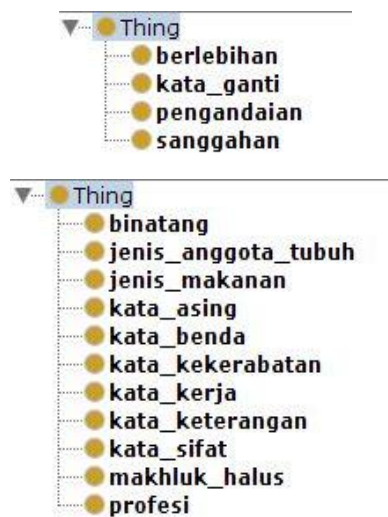 Thing
berlebihan
kata_ganti
pengandaian
sanggahan
Thing
binatang
jenis_anggota_tubuh
jenis_makanan
kata_asing
kata_benda
kata_kekerabatan
kata_kerja
kata_keterangan
kata_sifat
makhluk_halus
profesi